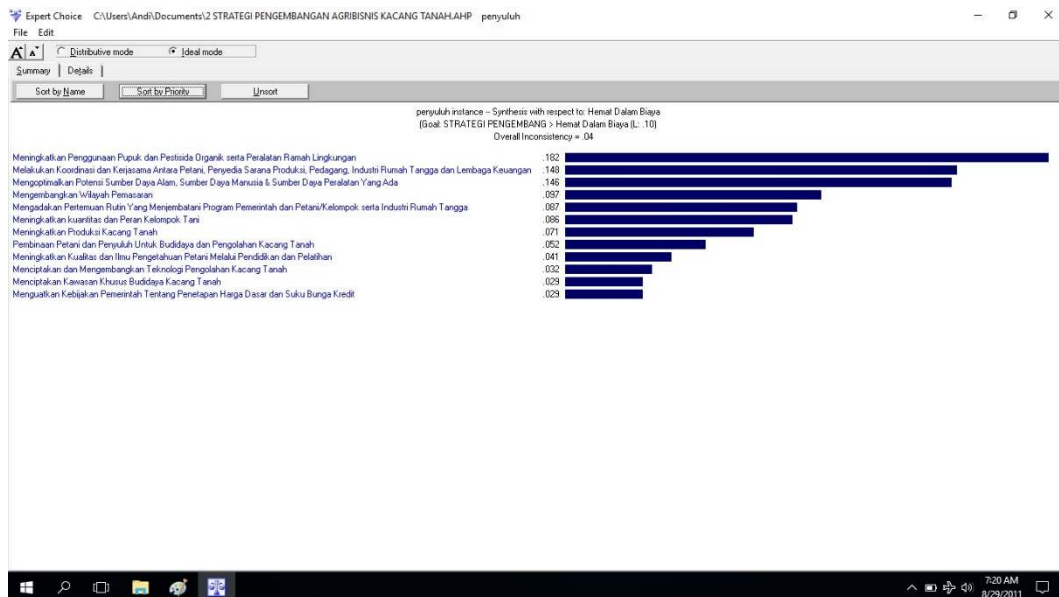 Expert Choice C:\Users\Andi\Documents\2 STRATEGI PENGEMBANGAN AGRIBISNIS KACANG TANAH.AHP penyuluh
File Edit
A A Distributive mode Ideal mode
Summary Details
Sort by Name Sort by Priority Unsort
penyuluh instance -- Synthesis with respect to: Hemat Dalam Biaya
(Goal: STRATEGI PENGEMBANG > Hemat Dalam Biaya (L: .10)
Overall Inconsistency = .04
Meningkatkan Penggunaan Pupuk dan Pestisida Organik serta Peralatan Ramah Lingkungan .182
Melakukan Koordinasi dan Kerjasama Antara Petani, Penyedia Sarana Produksi, Pedagang, Industri Rumah Tangga dan Lembaga Keuangan .148
Mengoptimalkan Potensi Sumber Daya Alam, Sumber Daya Manusia & Sumber Daya Peralatan Yang Ada .146
Mengembangkan Wilayah Pemasaran .097
Mengadakan Pertemuan Rutin Yang Menjembatani Program Pemerintah dan Petani/Kelompok serta Industri Rumah Tangga .087
Meningkatkan kuantitas dan Peran Kelompok Tani .086
Meningkatkan Produksi Kacang Tanah .071
Pembinaan Petani dan Penyuluh Untuk Budidaya dan Pengolahan Kacang Tanah .052
Meningkatkan Kualitas dan Ilmu Pengetahuan Petani Melalui Pendidikan dan Pelatihan .041
Menciptakan dan Mengembangkan Teknologi Pengolahan Kacang Tanah .032
Menciptakan Kawasan Khusus Budidaya Kacang Tanah .029
Menguatkan Kebijakan Pemerintah Tentang Penetapan Harga Dasar dan Suku Bunga Kredit .029
7:20 AM
8/29/2011